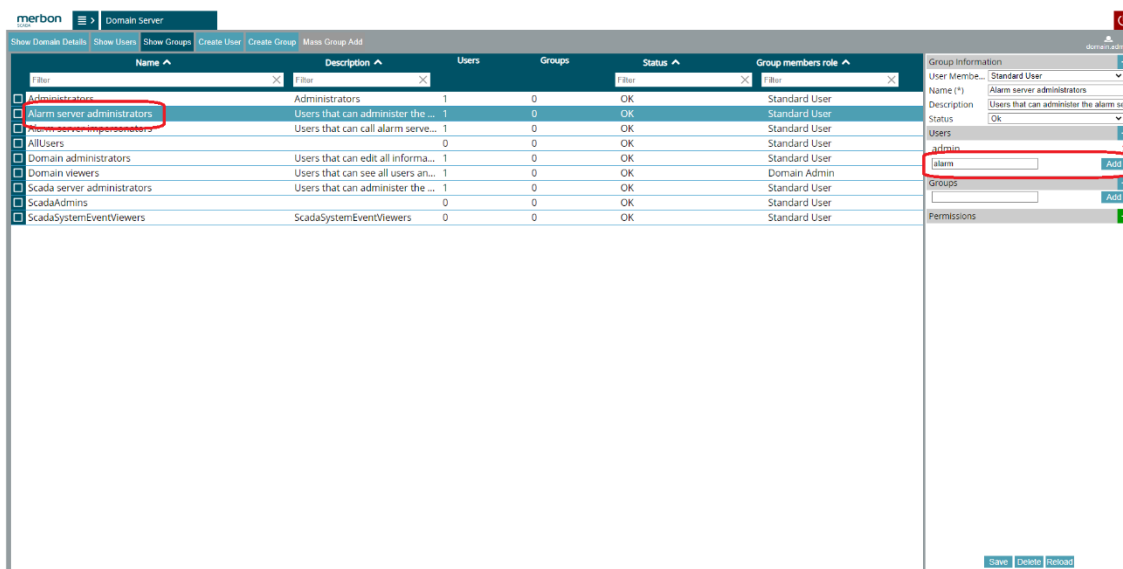 merbon
SCADA
Domain Server
Show Domain Details Show Users Show Groups Create User Create Group Mass Group Add
Name Description Users Groups Status Group members role
Filter Filter Filter Filter
Administrators Administrators 1 0 OK Standard User
Alarm server administrators Users that can administer the ... 1 0 OK Standard User
Alarm server impersonators Users that can call alarm serve... 1 0 OK Standard User
AllUsers 0 0 OK Standard User
Domain administrators Users that can edit all informa... 1 0 OK Standard User
Domain viewers Users that can see all users an... 1 0 OK Domain Admin
Scada server administrators Users that can administer the ... 1 0 OK Standard User
ScadaAdmins 0 0 OK Standard User
ScadaSystemEventViewers ScadaSystemEventViewers 0 0 OK Standard User
domain.adm
Group Information
User Membe... Standard User
Name (*) Alarm server administrators
Description Users that can administer the alarm se
Status Ok
Users
admin
alarm Add
Groups
Add
Permissions
Save Delete Reload